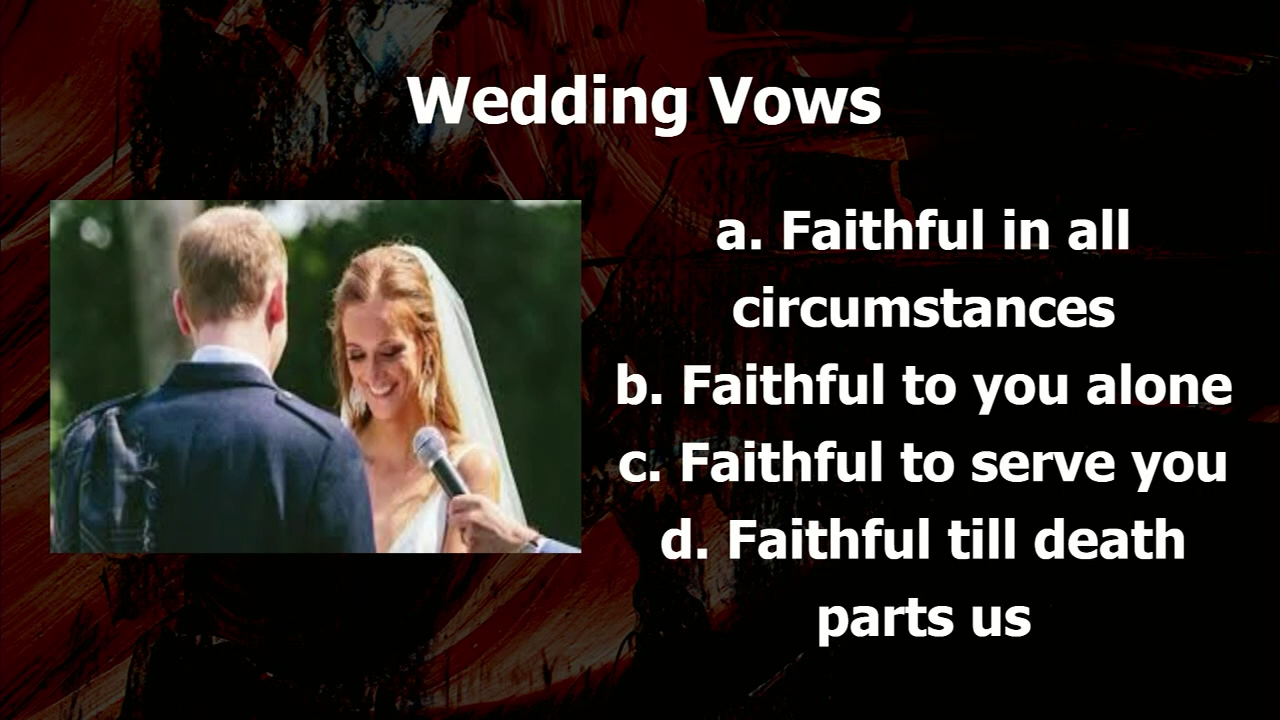 Wedding Vows
a. Faithful in all
circumstances
b. Faithful to you alone
c. Faithful to serve you
d. Faithful till death
parts us